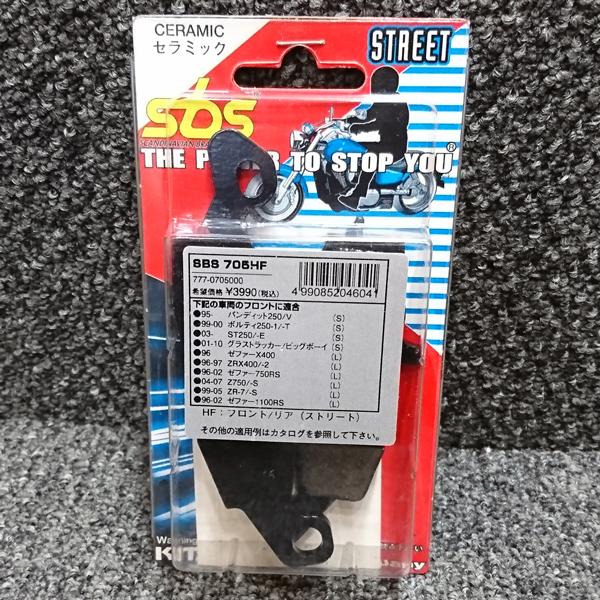 CERAMIC
セラミック
STREET
sbs
THE P R TO STOP YOU®
SBS 705HF
777-0705000
希望価格 ¥3990(税込)
4990852046041
下記の車両のフロントに適合
●95- バンディット250/V (S)
●99-00 ボルティ250-1/-T (S)
●03- ST250/-E (S)
●01-10 グラストラッカー/ビッグボーイ (S)
●96 ゼファーX400 (L)
●96-97 ZRX400/-2 (L)
●96-02 ゼファー750RS (L)
●04-07 Z750/-S (L)
●99-05 ZR-7/-S (L)
●96-02 ゼファー1100RS (L)
HF:フロント/リア(ストリート)
その他の適用例はカタログを参照して下さい。
Warning
KIT